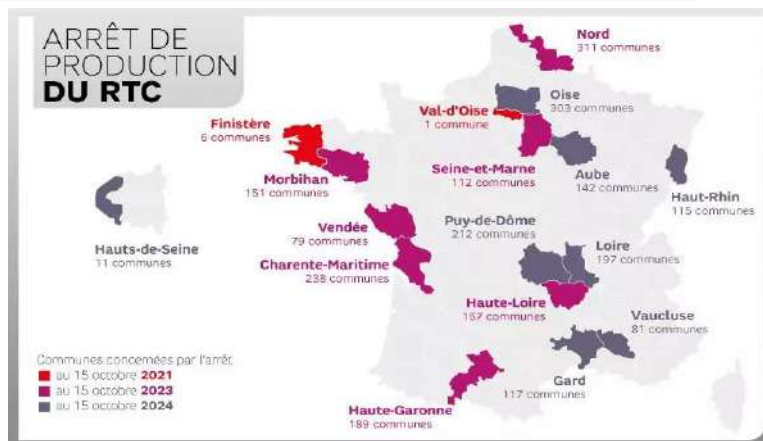 ARRÊT DE
PRODUCTION
DU RTC
Nord
311 communes
Oise
303 communes
Val-d'Oise
1 commune
Finistère
6 communes
Morbihan
151 communes
Seine-et-Marne
112 communes
Aube
142 communes
Haut-Rhin
115 communes
Hauts-de-Seine
11 communes
Vendée
79 communes
Puy-de-Dôme
212 communes
Loire
197 communes
Charente-Maritime
238 communes
Haute-Loire
157 communes
Vaucluse
81 communes
Gard
117 communes
Haute-Garonne
189 communes
Communes concernées par l'arrêt
au 15 octobre 2021
au 15 octobre 2023
au 15 octobre 2024